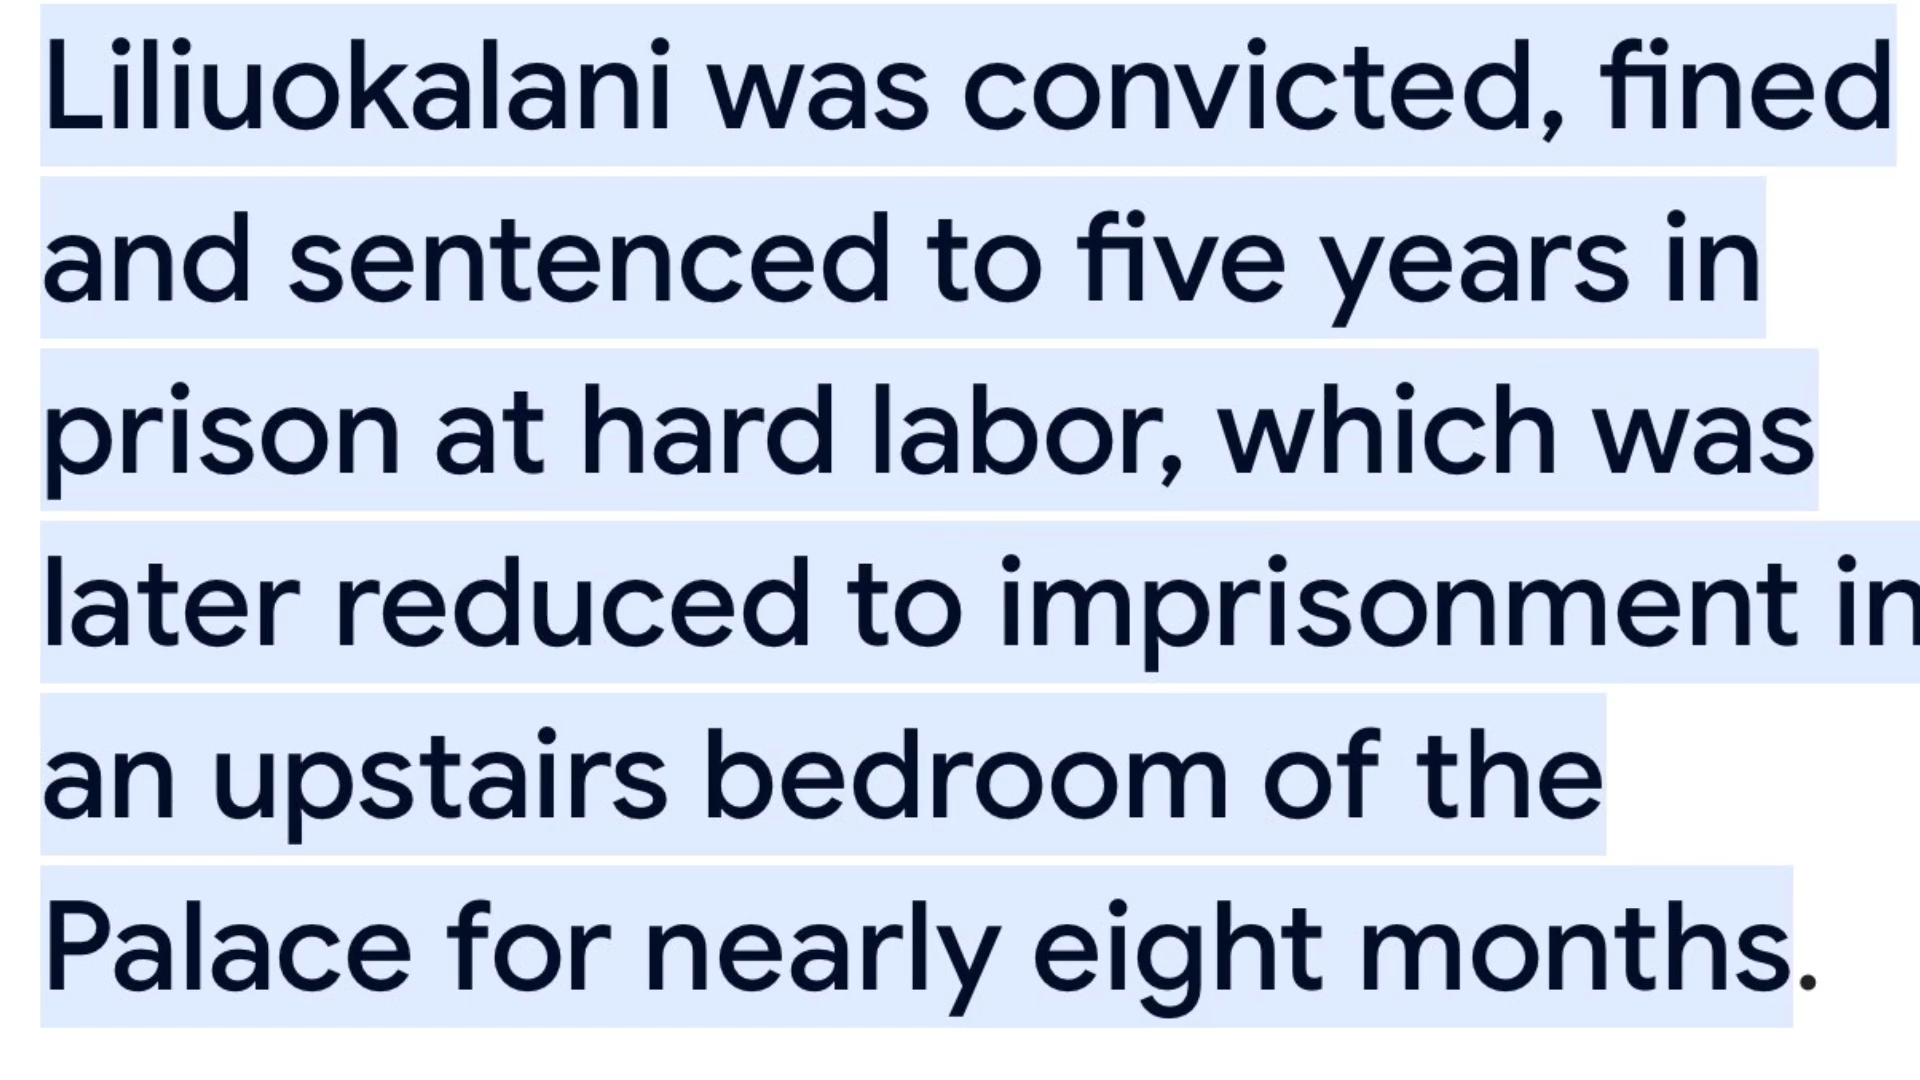 Liliuokalani was convicted, fined
and sentenced to five years in
prison at hard labor, which was
later reduced to imprisonment in
an upstairs bedroom of the
Palace for nearly eight months.